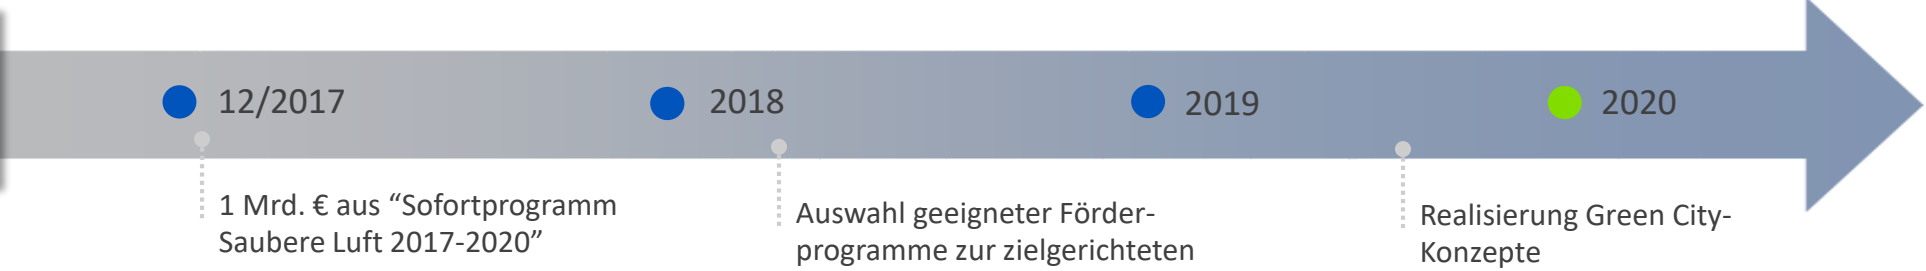 12/2017
2018
2019
2020
1 Mrd. € aus “Sofortprogramm
Saubere Luft 2017-2020”
Auswahl geeigneter Förder-
programme zur zielgerichteten
Realisierung Green City-
Konzepte